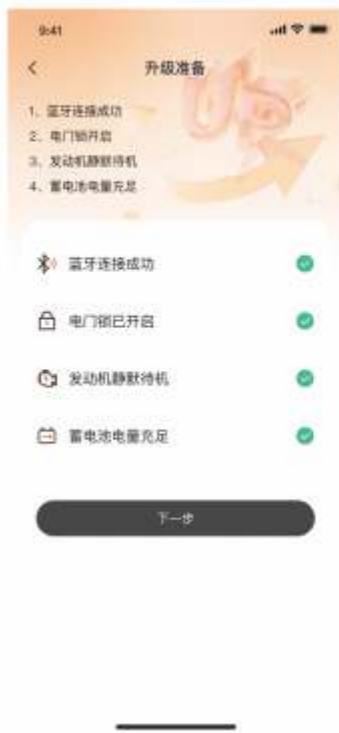 9:41
升级准备
1、蓝牙连接成功
2、电门锁开启
3、发动机静默待机
4、蓄电池电量充足
UP
蓝牙连接成功
电门锁已开启
发动机静默待机
蓄电池电量充足
下一步